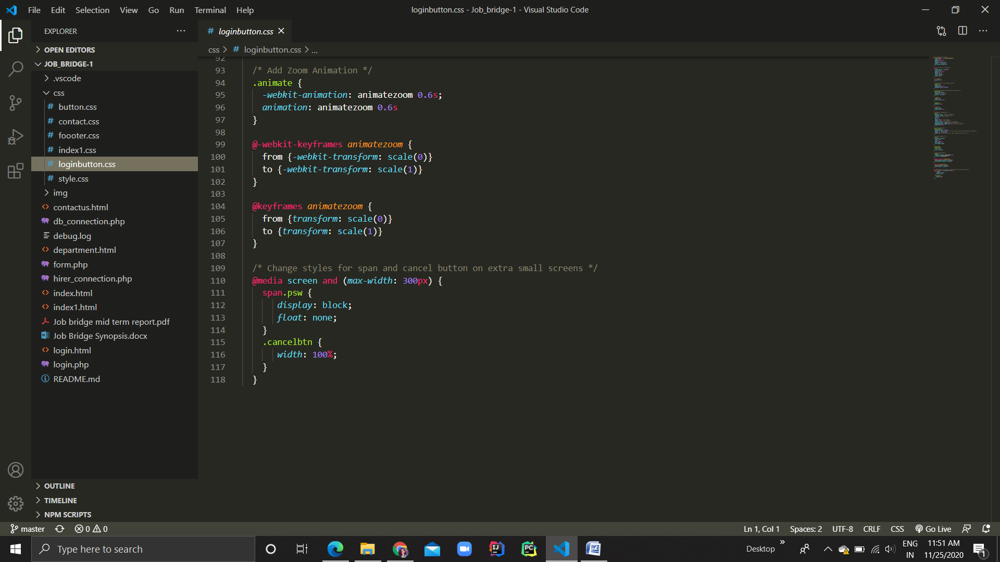 File Edit Selection View Go Run Terminal Help
loginbutton.css - Job_bridge-1 - Visual Studio Code
EXPLORER
OPEN EDITORS
JOB_BRIDGE-1
.vscode
css
# button.css
# contact.css
# foooter.css
# index1.css
# loginbutton.css
# style.css
img
<> contactus.html
db_connection.php
debug.log
<> department.html
form.php
hirer_connection.php
<> index.html
<> index1.html
Job bridge mid term report.pdf
Job Bridge Synopsis.docx
<> login.html
login.php
README.md
OUTLINE
TIMELINE
NPM SCRIPTS
# loginbutton.css
css > # loginbutton.css > ...
92
93 /* Add Zoom Animation */
94 .animate {
95 -webkit-animation: animatezoom 0.6s;
96 animation: animatezoom 0.6s
97 }
98
99 @-webkit-keyframes animatezoom {
100 from {-webkit-transform: scale(0)}
101 to {-webkit-transform: scale(1)}
102 }
103
104 @keyframes animatezoom {
105 from {transform: scale(0)}
106 to {transform: scale(1)}
107 }
108
109 /* Change styles for span and cancel button on extra small screens */
110 @media screen and (max-width: 300px) {
111 span.psw {
112 display: block;
113 float: none;
114 }
115 .cancelbtn {
116 width: 100%;
117 }
118 }
master 0 0
Ln 1, Col 1 Spaces: 2 UTF-8 CRLF CSS Go Live
Type here to search
Desktop
ENG
IN
11:51 AM
11/25/2020
1